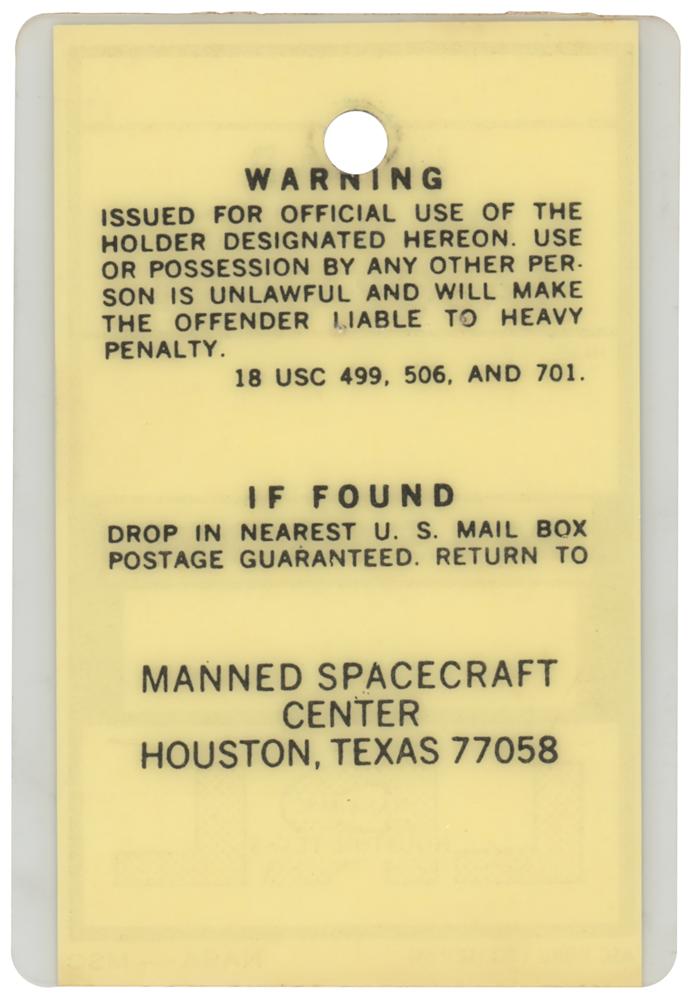 WARNING
ISSUED FOR OFFICIAL USE OF THE
HOLDER DESIGNATED HEREON. USE
OR POSSESSION BY ANY OTHER PER-
SON IS UNLAWFUL AND WILL MAKE
THE OFFENDER LIABLE TO HEAVY
PENALTY.
18 USC 499, 506, AND 701.
IF FOUND
DROP IN NEAREST U. S. MAIL BOX
POSTAGE GUARANTEED. RETURN TO
MANNED SPACECRAFT
CENTER
HOUSTON, TEXAS 77058